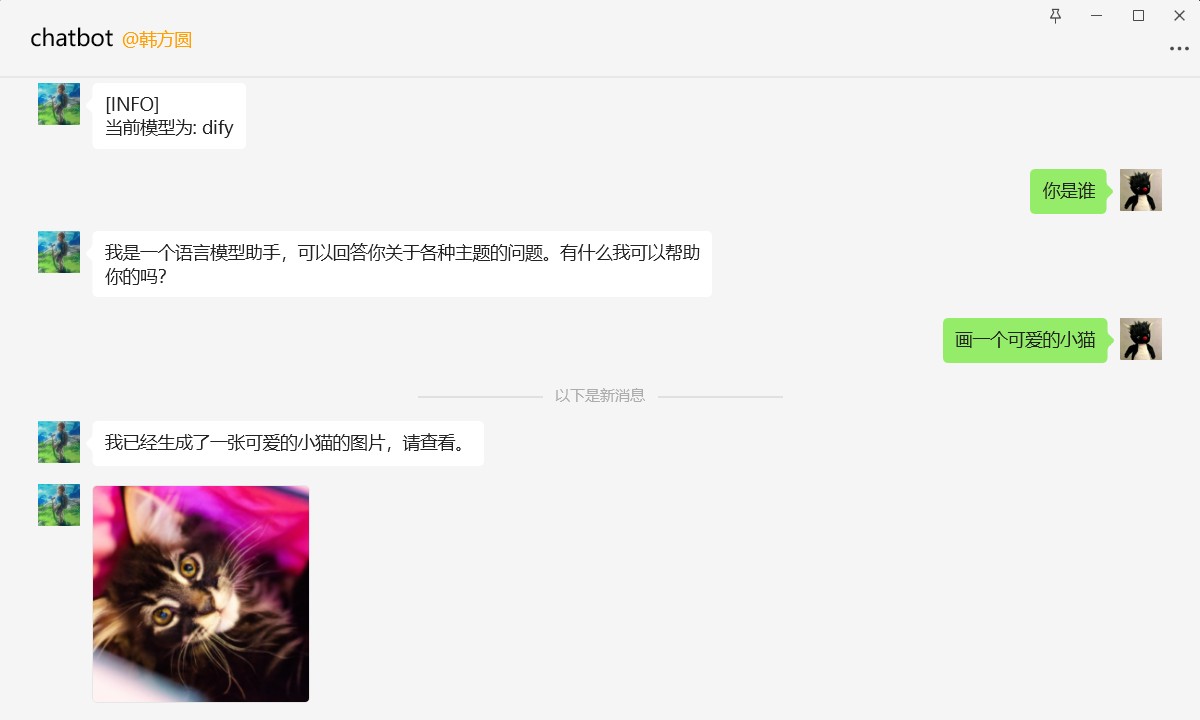 chatbot @韩方圆
[INFO]
当前模型为: dify
你是谁
我是一个语言模型助手，可以回答你关于各种主题的问题。有什么我可以帮助
你的吗？
画一个可爱的小猫
以下是新消息
我已经生成了一张可爱的小猫的图片，请查看。